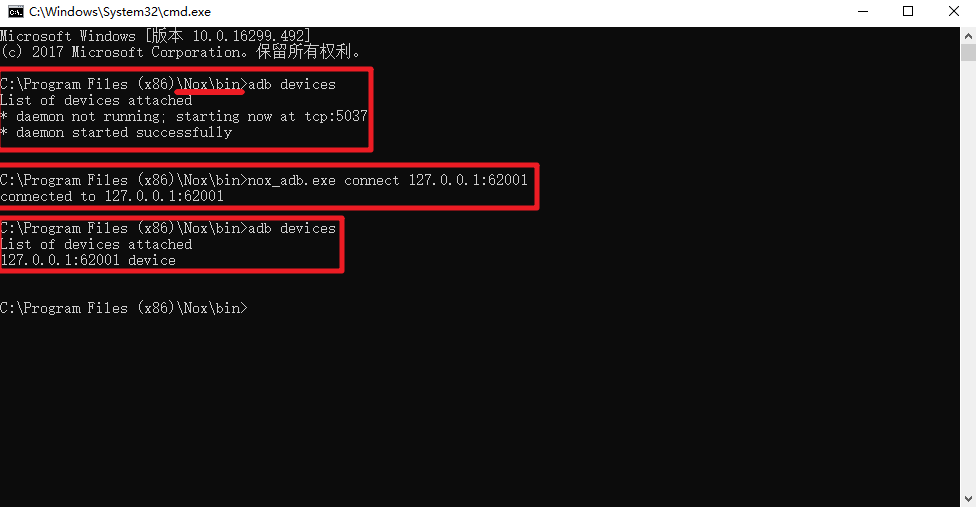 C:\Windows\System32\cmd.exe
Microsoft Windows [版本 10.0.16299.492]
(c) 2017 Microsoft Corporation。保留所有权利。
C:\Program Files (x86)\Nox\bin>adb devices
List of devices attached
* daemon not running; starting now at tcp:5037
* daemon started successfully
C:\Program Files (x86)\Nox\bin>nox_adb.exe connect 127.0.0.1:62001
connected to 127.0.0.1:62001
C:\Program Files (x86)\Nox\bin>adb devices
List of devices attached
127.0.0.1:62001 device
C:\Program Files (x86)\Nox\bin>